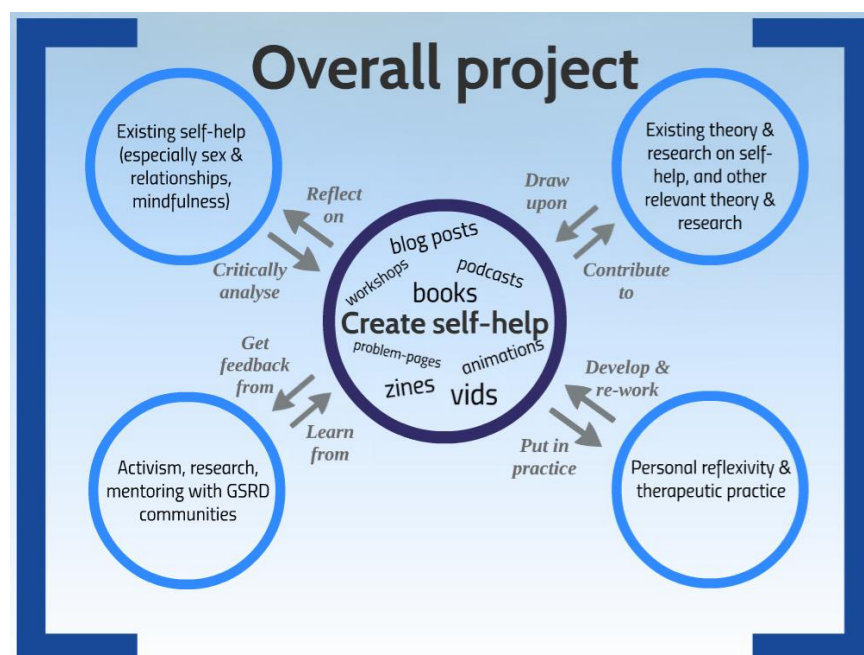 Overall project
Existing self-help
(especially sex &
relationships,
mindfulness)
Reflect
on
Critically
analyse
Existing theory &
research on self-
help, and other
relevant theory &
research
Draw
upon
Contribute
to
blog posts
workshops
podcasts
books
Create self-help
problem-pages
animations
zines
vids
Get
feedback
from
Learn
from
Activism, research,
mentoring with GSRD
communities
Develop &
re-work
Put in
practice
Personal reflexivity &
therapeutic practice